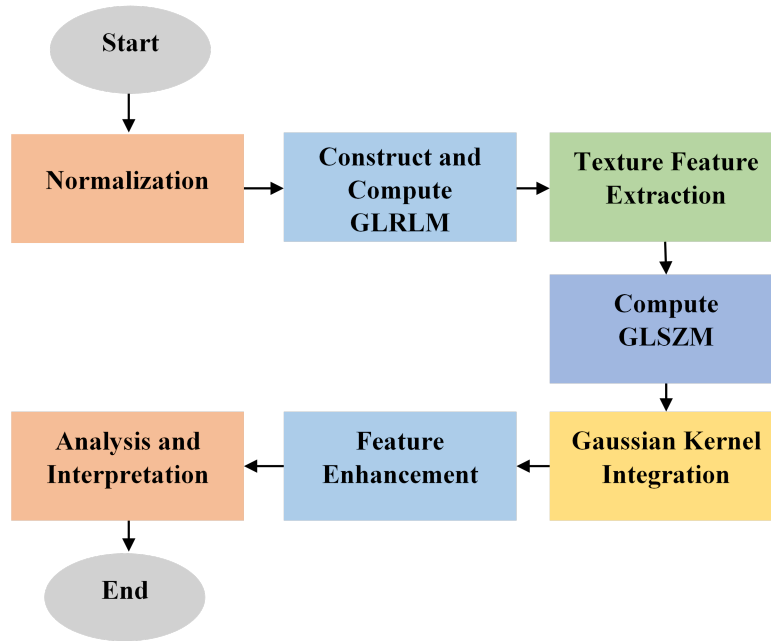 Start
Normalization
Construct and
Compute
GLRLM
Texture Feature
Extraction
Compute
GLSZM
Gaussian Kernel
Integration
Feature
Enhancement
Analysis and
Interpretation
End